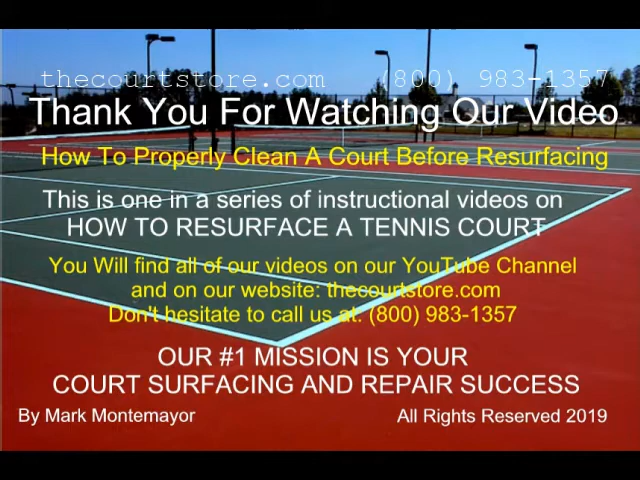 thecourtstore.com (800) 983-1357
Thank You For Watching Our Video
How To Properly Clean A Court Before Resurfacing
This is one in a series of instructional videos on
HOW TO RESURFACE A TENNIS COURT
You Will find all of our videos on our YouTube Channel
and on our website: thecourtstore.com
Don't hesitate to call us at: (800) 983-1357
OUR #1 MISSION IS YOUR
COURT SURFACING AND REPAIR SUCCESS
By Mark Montemayor
All Rights Reserved 2019